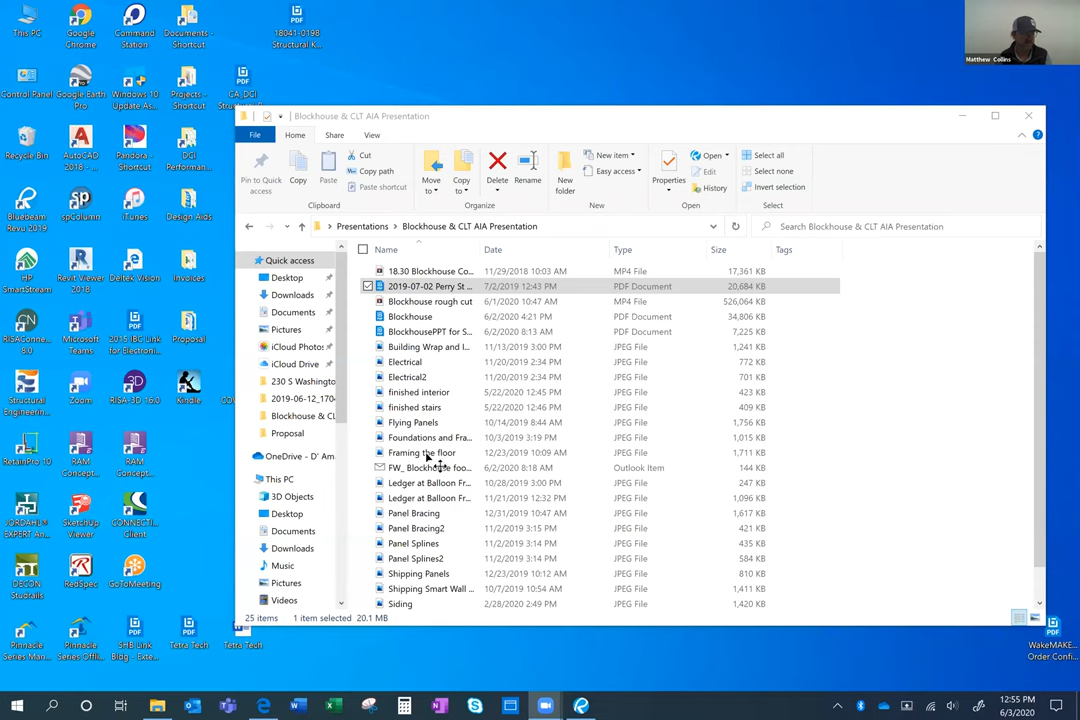 This PC
Google Chrome
Command Station
Documents - Shortcut
18041-0198 Structural K...
Matthew Collins
Control Panel
Google Earth Pro
Windows 10 Update As...
Projects - Shortcut
CA-DCI
Recycle Bin
AutoCAD 2018 - ...
Pandora - Shortcut
DCI Performan...
Bluebeam Revu 2019
spColumn
iTunes
Design Aids
HP SmartStream
Revit Viewer 2018
Deltek Vision
Invoices
RISAConne... 8.0
Microsoft Teams
2015 IBC Link for Electroni...
Proposal
Structural Engineering...
Zoom
RISA-3D 16.0
Kindle
RetainPro 10
RAM Concept...
RAM Concept...
JORDAHL EXPERT An...
SketchUp Viewer
CONNECTI... Client
DECON Studrails
RedSpec
GoToMeeting
Pinnacle Series Man...
Pinnacle Series Offli...
SHB Link Bldg - Exte...
Tetra Tech
Tetra Tech
WakeMAKE... Order Confi...
Blockhouse & CLT AIA Presentation
File Home Share View
Pin to Quick access
Copy
Paste
Cut
Copy path
Paste shortcut
Clipboard
Move to
Copy to
Delete
Rename
Organize
New folder
New item
Easy access
New
Properties
Open
Edit
History
Open
Select all
Select none
Invert selection
Select
Presentations Blockhouse & CLT AIA Presentation
Search Blockhouse & CLT AIA Presentation
Quick access
Desktop
Downloads
Documents
Pictures
iCloud Photos
iCloud Drive
230 S Washingto
2019-06-12_170
Blockhouse & CL
Proposal
OneDrive - D' Am
This PC
3D Objects
Desktop
Documents
Downloads
Music
Pictures
Videos
Name Date Type Size Tags
18.30 Blockhouse Co... 11/29/2018 10:03 AM MP4 File 17,361 KB
2019-07-02 Perry St ... 7/2/2019 12:43 PM PDF Document 20,684 KB
Blockhouse rough cut 6/1/2020 10:47 AM MP4 File 526,064 KB
Blockhouse 6/2/2020 4:21 PM PDF Document 34,806 KB
BlockhousePPT for S... 6/2/2020 8:13 AM PDF Document 7,225 KB
Building Wrap and I... 11/13/2019 3:00 PM JPEG File 1,241 KB
Electrical 11/20/2019 2:34 PM JPEG File 772 KB
Electrical2 11/20/2019 2:34 PM JPEG File 701 KB
finished interior 5/22/2020 12:45 PM JPEG File 423 KB
finished stairs 5/22/2020 12:46 PM JPEG File 409 KB
Flying Panels 10/14/2019 8:44 AM JPEG File 1,756 KB
Foundations and Fra... 10/3/2019 3:19 PM JPEG File 1,015 KB
Framing the floor 12/23/2019 10:09 AM JPEG File 1,711 KB
FW_ Blockhouse foo... 6/2/2020 8:18 AM Outlook Item 144 KB
Ledger at Balloon Fr... 10/28/2019 3:00 PM JPEG File 247 KB
Ledger at Balloon Fr... 11/21/2019 12:32 PM JPEG File 1,096 KB
Panel Bracing 12/31/2019 10:47 AM JPEG File 1,617 KB
Panel Bracing2 11/2/2019 3:15 PM JPEG File 421 KB
Panel Splines 11/2/2019 3:14 PM JPEG File 435 KB
Panel Splines2 11/2/2019 3:14 PM JPEG File 584 KB
Shipping Panels 12/23/2019 10:12 AM JPEG File 810 KB
Shipping Smart Wall ... 10/7/2019 10:54 AM JPEG File 1,411 KB
Siding 2/28/2020 2:49 PM JPEG File 1,420 KB
25 items 1 item selected 20.1 MB
12:55 PM
6/3/2020